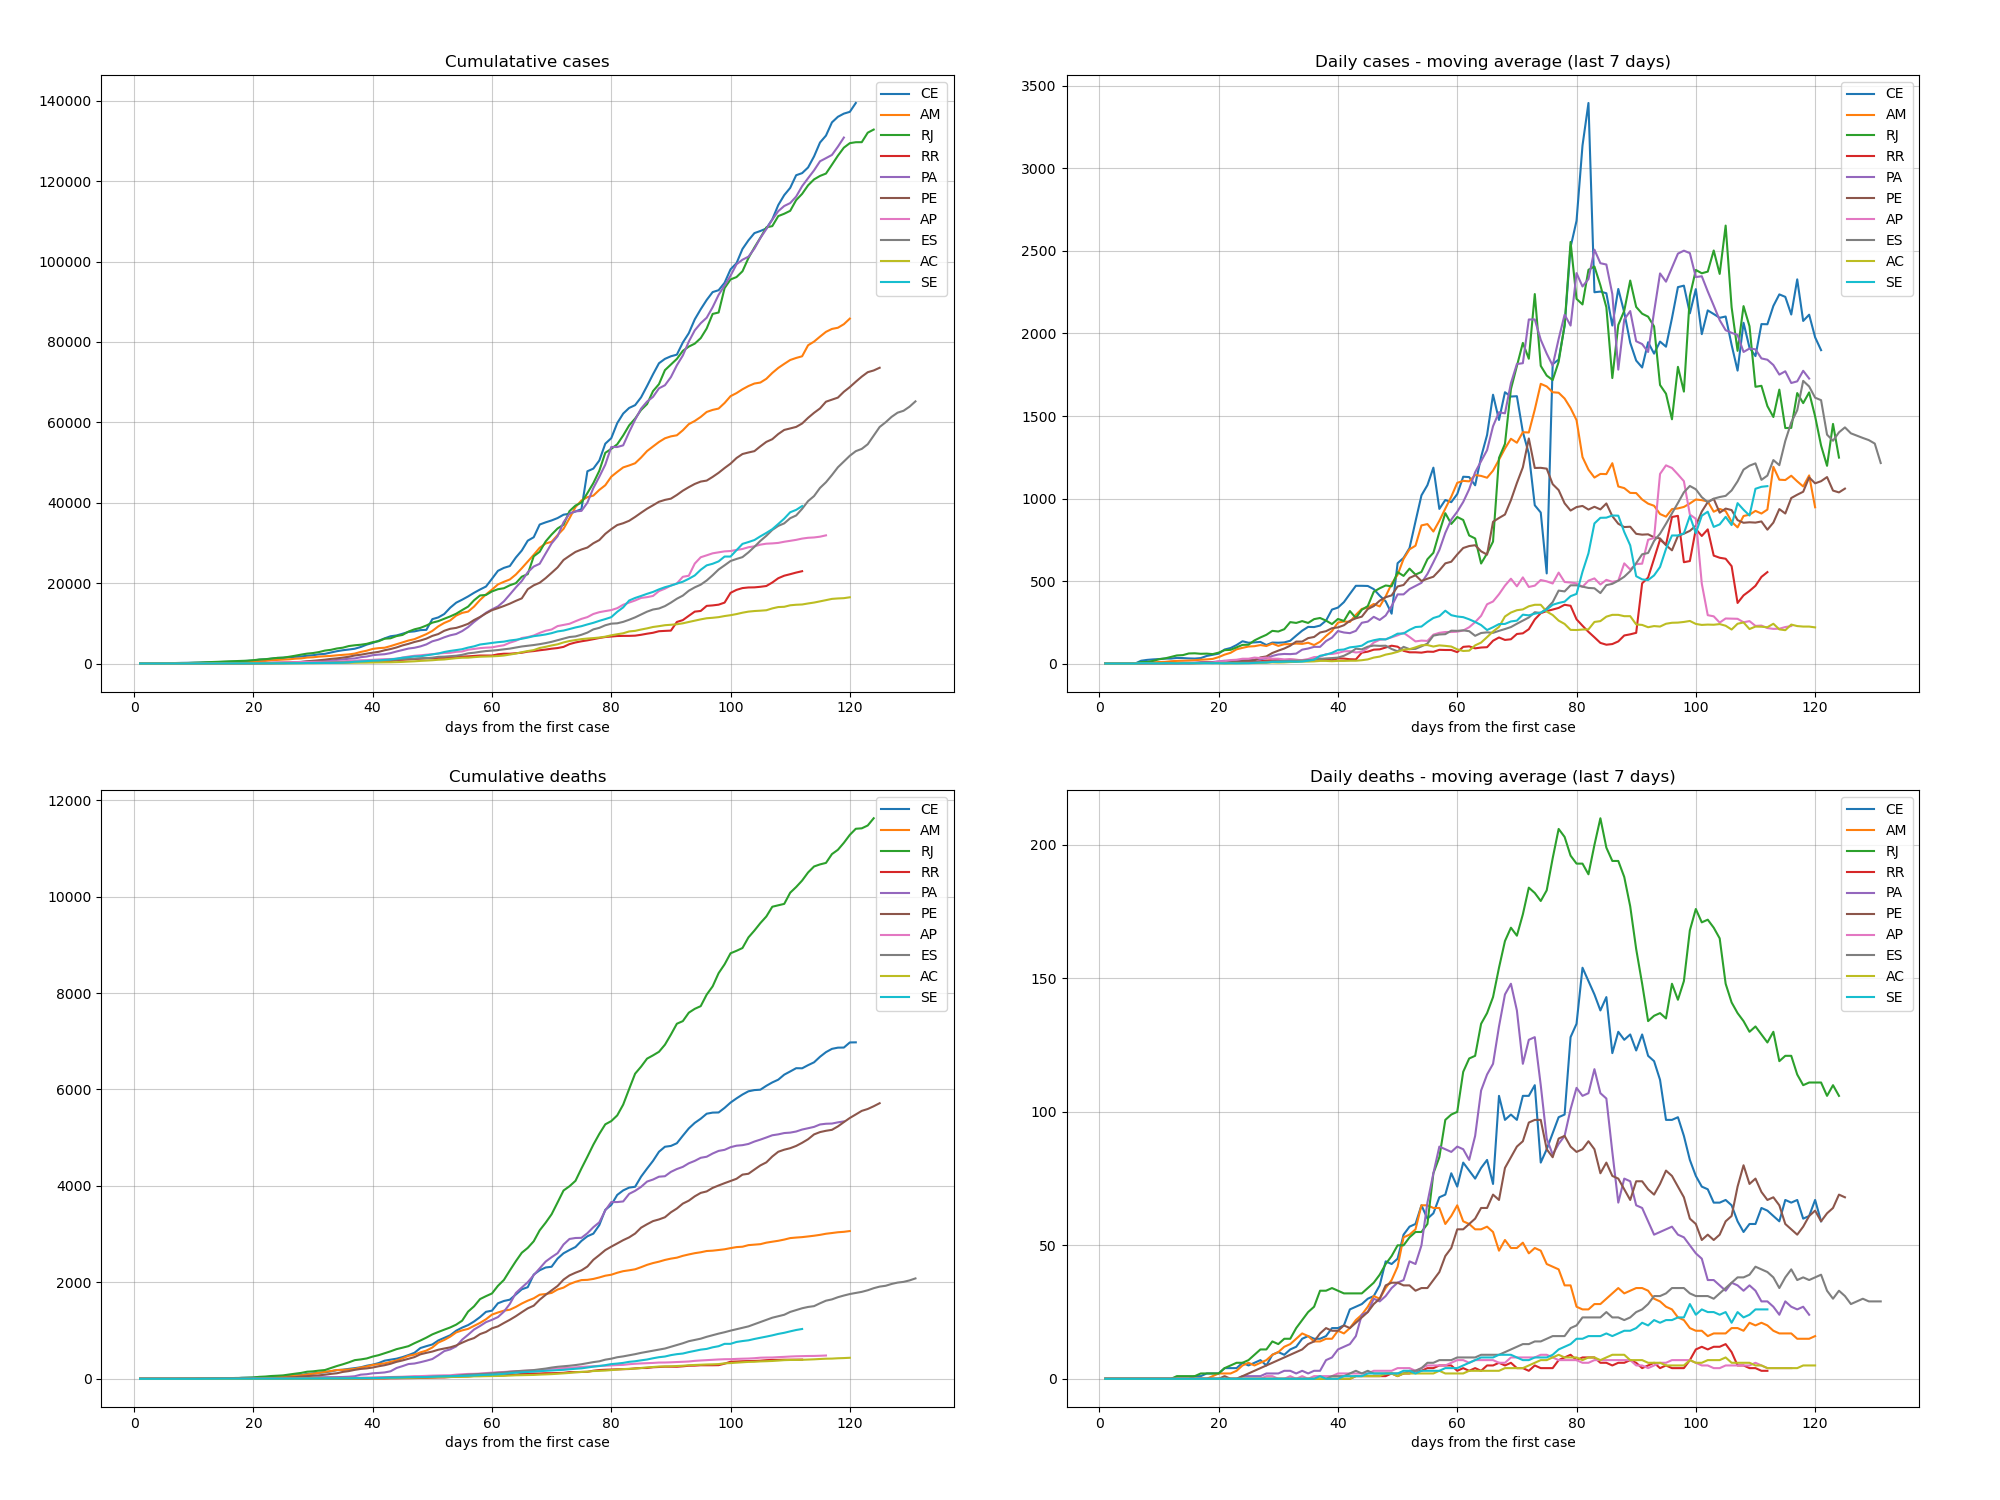 Cumulatative cases
140000
120000
100000
80000
60000
40000
20000
0
CE
AM
RJ
RR
PA
PE
AP
ES
AC
SE
0 20 40 60 80 100 120
days from the first case
Daily cases - moving average (last 7 days)
3500
3000
2500
2000
1500
1000
500
0
CE
AM
RJ
RR
PA
PE
AP
ES
AC
SE
0 20 40 60 80 100 120
days from the first case
Cumulative deaths
12000
10000
8000
6000
4000
2000
0
CE
AM
RJ
RR
PA
PE
AP
ES
AC
SE
0 20 40 60 80 100 120
days from the first case
Daily deaths - moving average (last 7 days)
200
150
100
50
0
CE
AM
RJ
RR
PA
PE
AP
ES
AC
SE
0 20 40 60 80 100 120
days from the first case